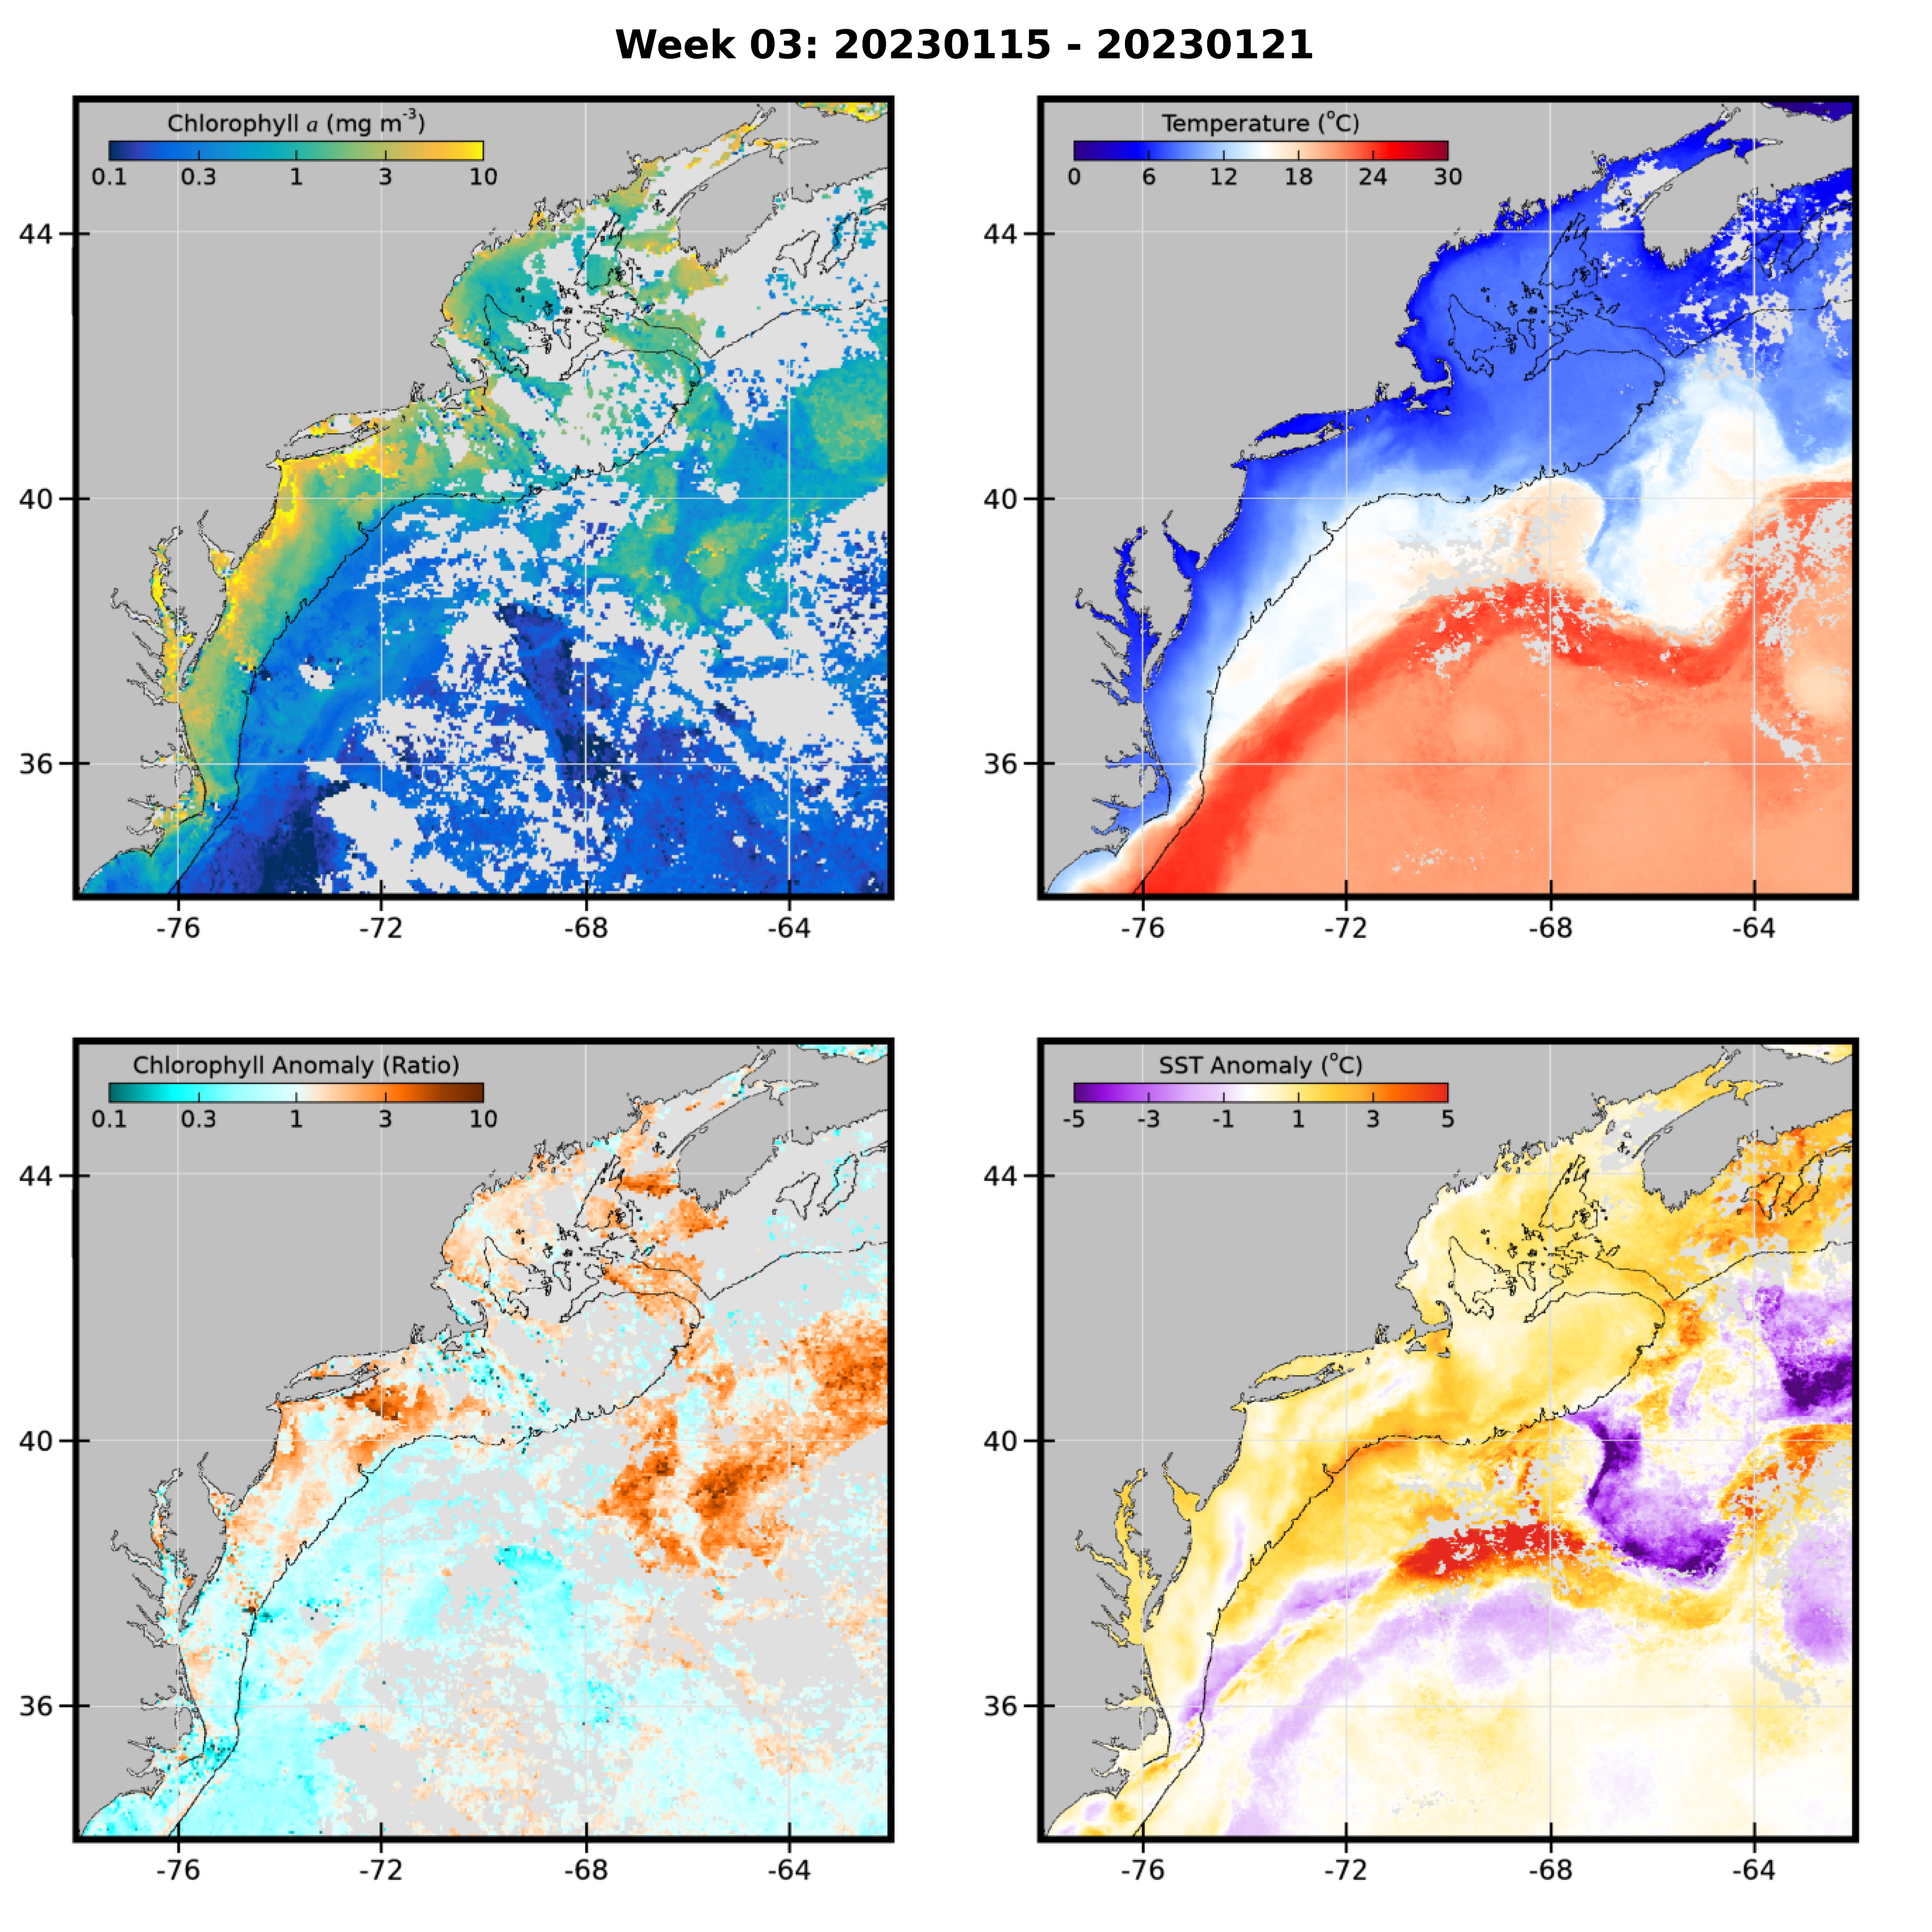 Week 03: 20230115 - 20230121
Chlorophyll a (mg m-3)
0.1 0.3 1 3 10
44
40
36
-76 -72 -68 -64
Temperature (oC)
0 6 12 18 24 30
44
40
36
-76 -72 -68 -64
Chlorophyll Anomaly (Ratio)
0.1 0.3 1 3 10
44
40
36
-76 -72 -68 -64
SST Anomaly (oC)
-5 -3 -1 1 3 5
44
40
36
-76 -72 -68 -64